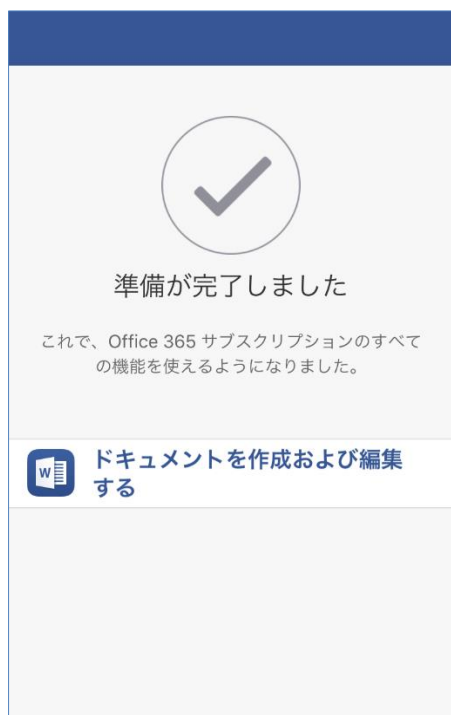 準備が完了しました
これで、Office 365 サブスクリプションのすべて
の機能を使えるようになりました。
W
ドキュメントを作成および編集
する